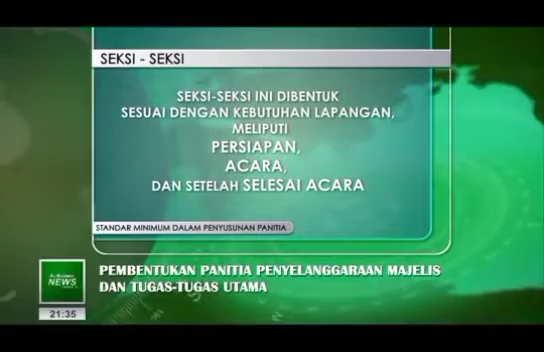 SEKSI - SEKSI
SEKSI-SEKSI INI DIBENTUK
SESUAI DENGAN KEBUTUHAN LAPANGAN,
MELIPUTI
PERSIAPAN,
ACARA,
DAN SETELAH SELESAI ACARA
STANDAR MINIMUM DALAM PENYUSUNAN PANITIA
PEMBENTUKAN PANITIA PENYELANGGARAAN MAJELIS
DAN TUGAS-TUGAS UTAMA
NEWS
21:35